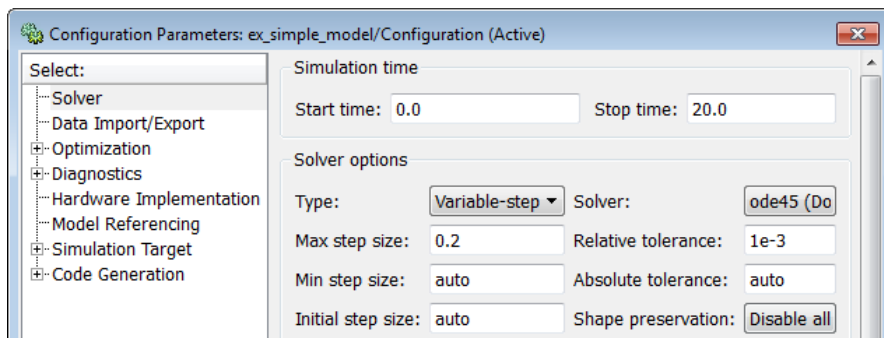 Configuration Parameters: ex_simple_model/Configuration (Active)
Select:
Solver
Data Import/Export
Optimization
Diagnostics
Hardware Implementation
Model Referencing
Simulation Target
Code Generation
Simulation time
Start time: 0.0 Stop time: 20.0
Solver options
Type: Variable-step Solver: ode45 (Do
Max step size: 0.2 Relative tolerance: 1e-3
Min step size: auto Absolute tolerance: auto
Initial step size: auto Shape preservation: Disable all